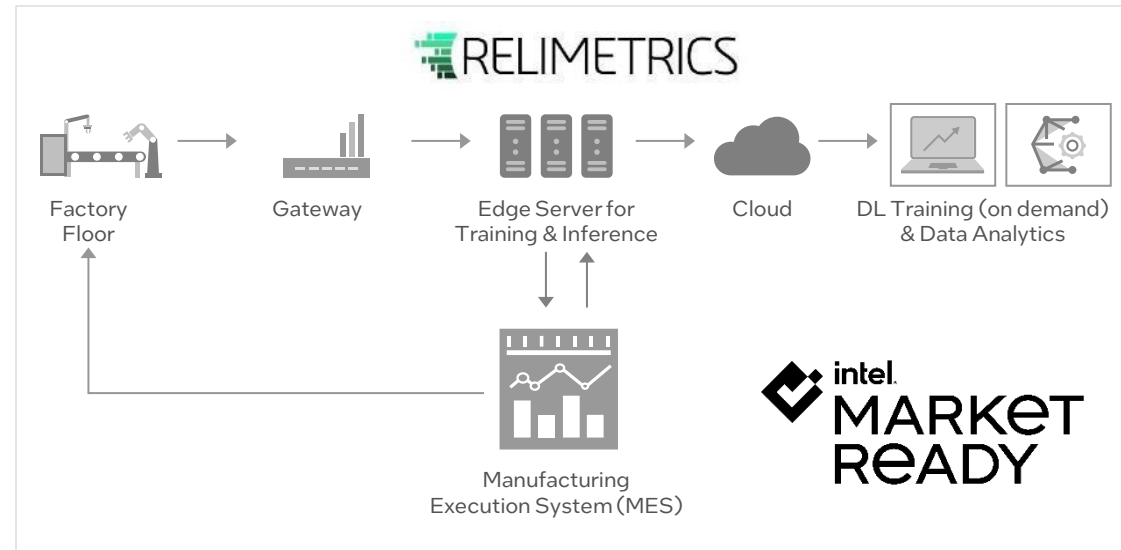 RELIMETRICS
Factory
Floor
Gateway
Edge Server for
Training & Inference
Cloud
DL Training (on demand)
& Data Analytics
Manufacturing
Execution System (MES)
intel.
MARKeT
ReADY